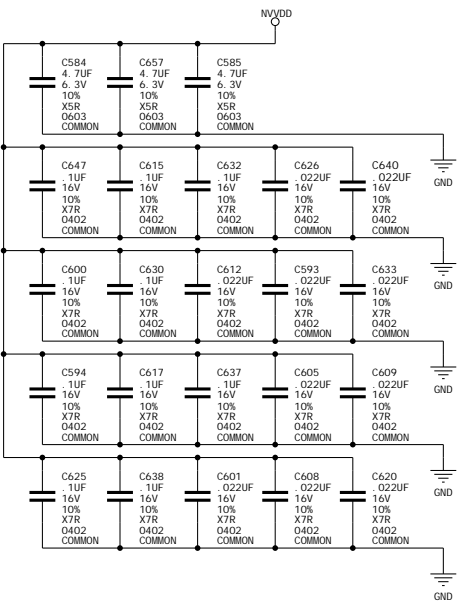 NVVDD
C584
4.7UF
6.3V
10%
X5R
0603
COMMON
C657
4.7UF
6.3V
10%
X5R
0603
COMMON
C585
4.7UF
6.3V
10%
X5R
0603
COMMON
GND
C647
.1UF
16V
10%
X7R
0402
COMMON
C615
.1UF
16V
10%
X7R
0402
COMMON
C632
.1UF
16V
10%
X7R
0402
COMMON
C626
.022UF
16V
10%
X7R
0402
COMMON
C640
.022UF
16V
10%
X7R
0402
COMMON
GND
C600
.1UF
16V
10%
X7R
0402
COMMON
C630
.1UF
16V
10%
X7R
0402
COMMON
C612
.022UF
16V
10%
X7R
0402
COMMON
C593
.022UF
16V
10%
X7R
0402
COMMON
C633
.022UF
16V
10%
X7R
0402
COMMON
GND
C594
.1UF
16V
10%
X7R
0402
COMMON
C617
.1UF
16V
10%
X7R
0402
COMMON
C637
.1UF
16V
10%
X7R
0402
COMMON
C605
.022UF
16V
10%
X7R
0402
COMMON
C609
.022UF
16V
10%
X7R
0402
COMMON
GND
C625
.1UF
16V
10%
X7R
0402
COMMON
C638
.1UF
16V
10%
X7R
0402
COMMON
C601
.022UF
16V
10%
X7R
0402
COMMON
C608
.022UF
16V
10%
X7R
0402
COMMON
C620
.022UF
16V
10%
X7R
0402
COMMON
GND